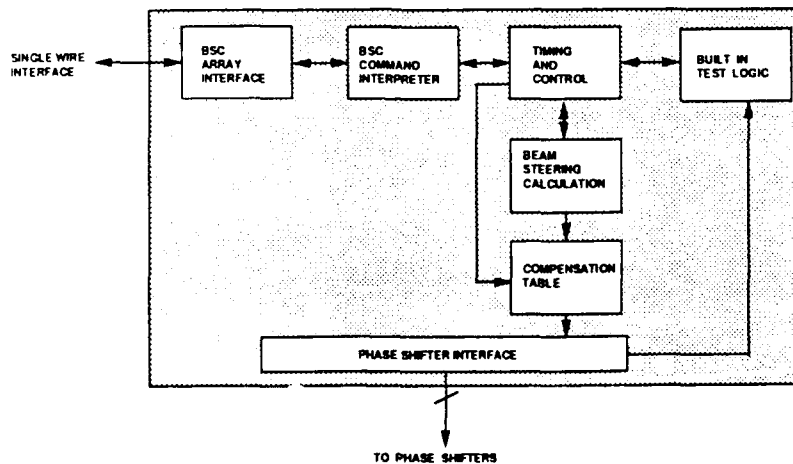 SINGLE WIRE
INTERFACE
BSC
ARRAY
INTERFACE
BSC
COMMAND
INTERPRETER
TIMING
AND
CONTROL
BUILT IN
TEST LOGIC
BEAM
STEERING
CALCULATION
COMPENSATION
TABLE
PHASE SHIFTER INTERFACE
TO PHASE SHIFTERS